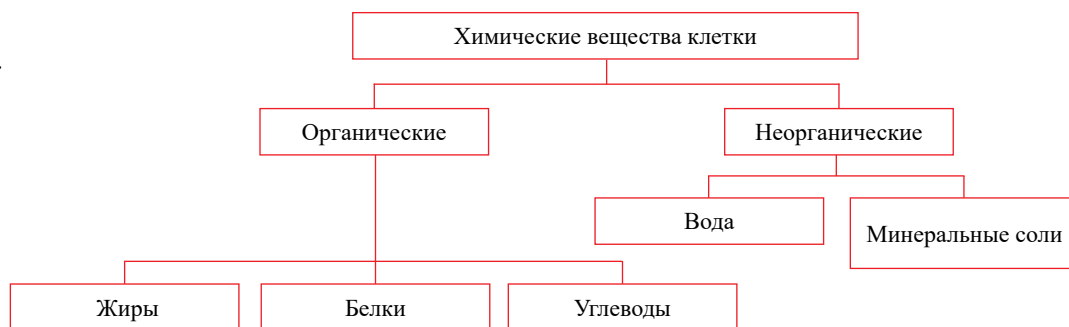 Химические вещества клетки
Органические
Неорганические
Вода
Минеральные соли
Жиры
Белки
Углеводы